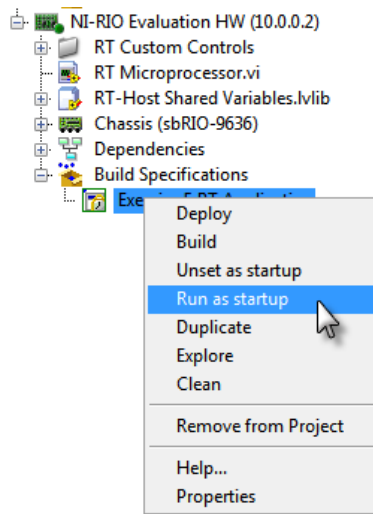 NI-RIO Evaluation HW (10.0.0.2)
RT Custom Controls
RT Microprocessor.vi
RT-Host Shared Variables.lvlib
Chassis (sbRIO-9636)
Dependencies
Build Specifications
Deploy
Build
Unset as startup
Run as startup
Duplicate
Explore
Clean
Remove from Project
Help...
Properties